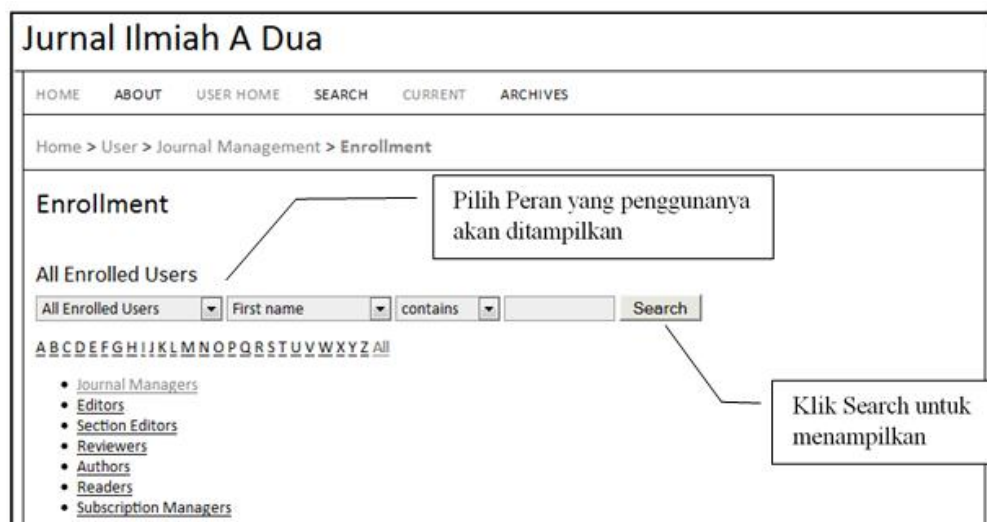 Jurnal Ilmiah A Dua
HOME ABOUT USER HOME SEARCH CURRENT ARCHIVES
Home > User > Journal Management > Enrollment
Enrollment
Pilih Peran yang penggunanya
akan ditampilkan
All Enrolled Users
All Enrolled Users First name contains Search
A B C D E F G H I J K L M N O P Q R S T U V W X Y Z All
• Journal Managers
• Editors
• Section Editors
• Reviewers
• Authors
• Readers
• Subscription Managers
Klik Search untuk
menampilkan